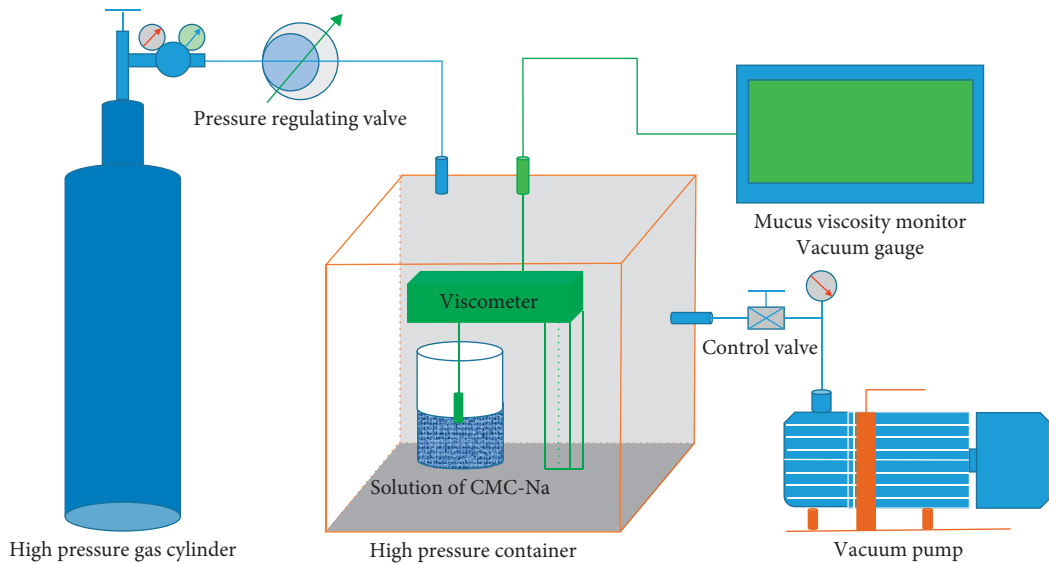 Pressure regulating valve
Mucus viscosity monitor
Vacuum gauge
Viscometer
Control valve
Solution of CMC-Na
High pressure gas cylinder
High pressure container
Vacuum pump